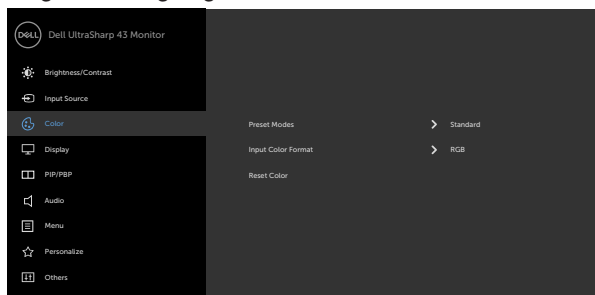 DELL
Dell UltraSharp 43 Monitor
Brightness/Contrast
Input Source
Color
Preset Modes Standard
Display
Input Color Format RGB
PIP/PBP
Reset Color
Audio
Menu
Personalize
Others